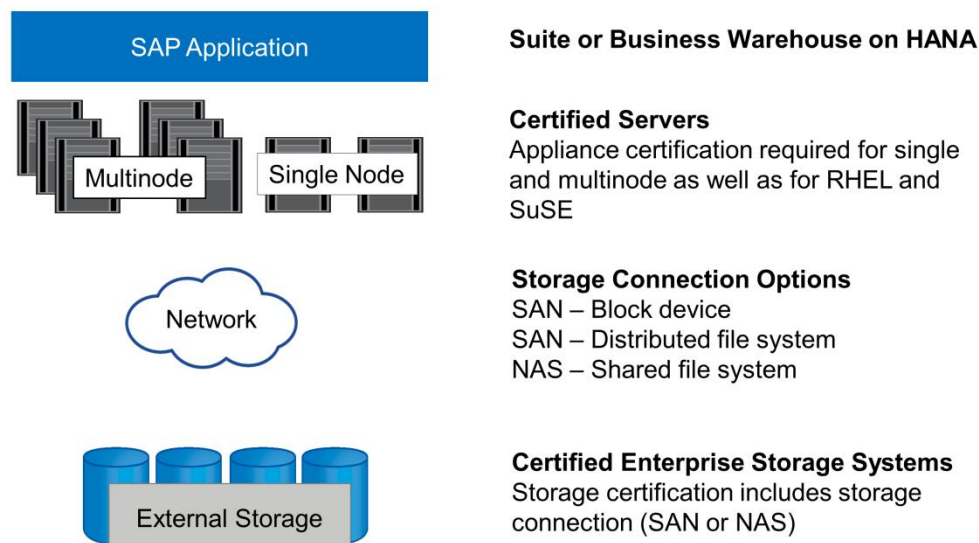 SAP Application
Suite or Business Warehouse on HANA
Multinode
Single Node
Certified Servers
Appliance certification required for single
and multinode as well as for RHEL and
SuSE
Network
Storage Connection Options
SAN – Block device
SAN – Distributed file system
NAS – Shared file system
External Storage
Certified Enterprise Storage Systems
Storage certification includes storage
connection (SAN or NAS)